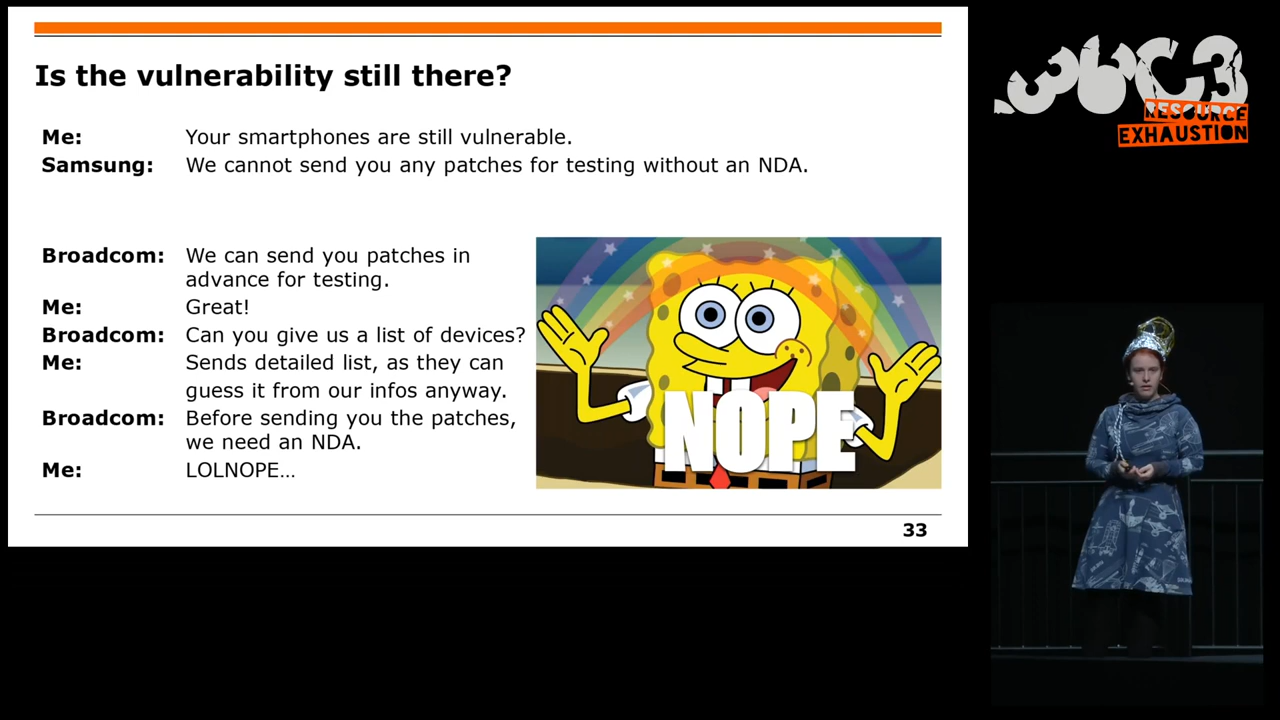 Is the vulnerability still there?
Me: Your smartphones are still vulnerable.
Samsung: We cannot send you any patches for testing without an NDA.
Broadcom: We can send you patches in
advance for testing.
Me: Great!
Broadcom: Can you give us a list of devices?
Me: Sends detailed list, as they can
guess it from our infos anyway.
Broadcom: Before sending you the patches,
we need an NDA.
Me: LOLNOPE…
NOPE
33
36C3
RESOURCE
EXHAUSTION